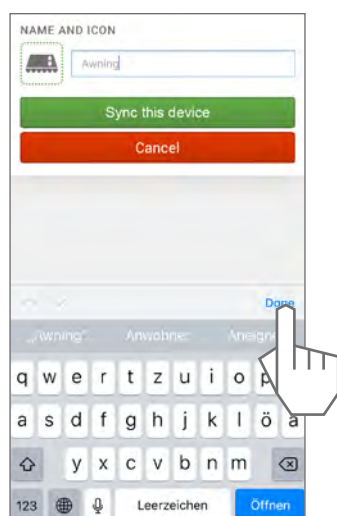 NAME AND ICON
Awning
Sync this device
Cancel
Done
„Awning“ Anwohner
q w e r t z u i o p
a s d f g h j k l ö ä
y x c v b n m
123 Leerzeichen Öffnen